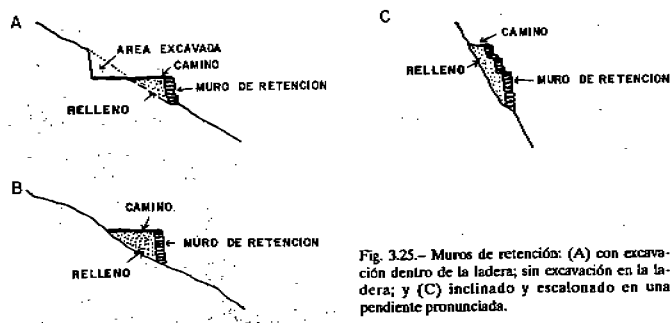 A
AREA EXCAVADA
CAMINO
MURO DE RETENCION
RELLENO
B
CAMINO.
MURO DE RETENCION
RELLENO
C
CAMINO
RELLENO
MURO DE RETENCION
Fig. 3.25.– Muros de retención: (A) con excava-
ción dentro de la ladera; sin excavación en la la-
dera; y (C) inclinado y escalonado en una
pendiente pronunciada.